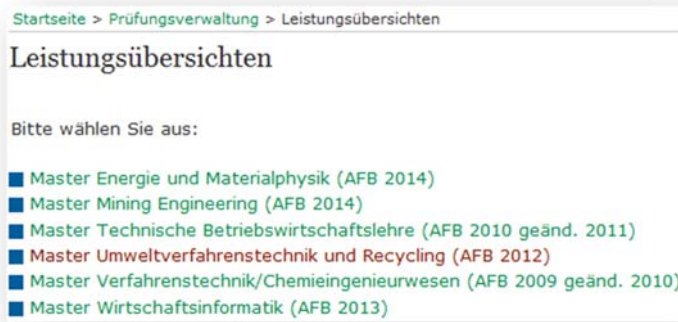 Startseite > Prüfungsverwaltung > Leistungsübersichten
Leistungsübersichten
Bitte wählen Sie aus:
Master Energie und Materialphysik (AFB 2014)
Master Mining Engineering (AFB 2014)
Master Technische Betriebswirtschaftslehre (AFB 2010 geänd. 2011)
Master Umweltverfahrenstechnik und Recycling (AFB 2012)
Master Verfahrenstechnik/Chemieingenieurwesen (AFB 2009 geänd. 2010)
Master Wirtschaftsinformatik (AFB 2013)